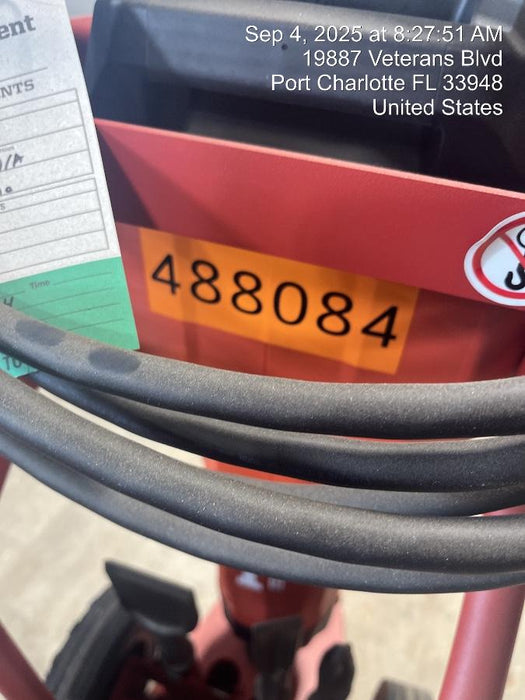 Sep 4, 2025 at 8:27:51 AM
19887 Veterans Blvd
Port Charlotte FL 33948
United States
ent
NTS
N/A
Time
488084
TO